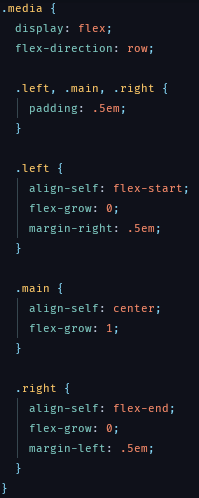 .media {
  display: flex;
  flex-direction: row;

  .left, .main, .right {
    padding: .5em;
  }

  .left {
    align-self: flex-start;
    flex-grow: 0;
    margin-right: .5em;
  }

  .main {
    align-self: center;
    flex-grow: 1;
  }

  .right {
    align-self: flex-end;
    flex-grow: 0;
    margin-left: .5em;
  }
}